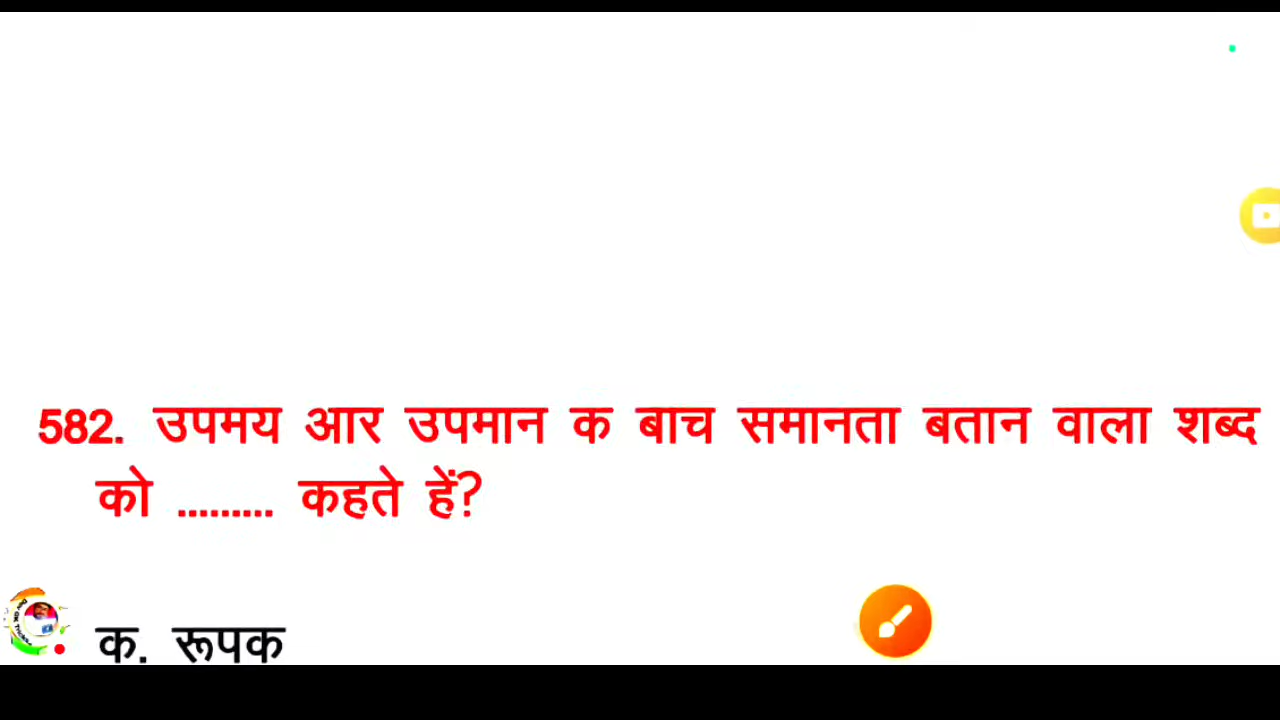 582. उपमय आर उपमान क बाच समानता बतान वाला शब्द
को ......... कहते हें?
क. रूपक